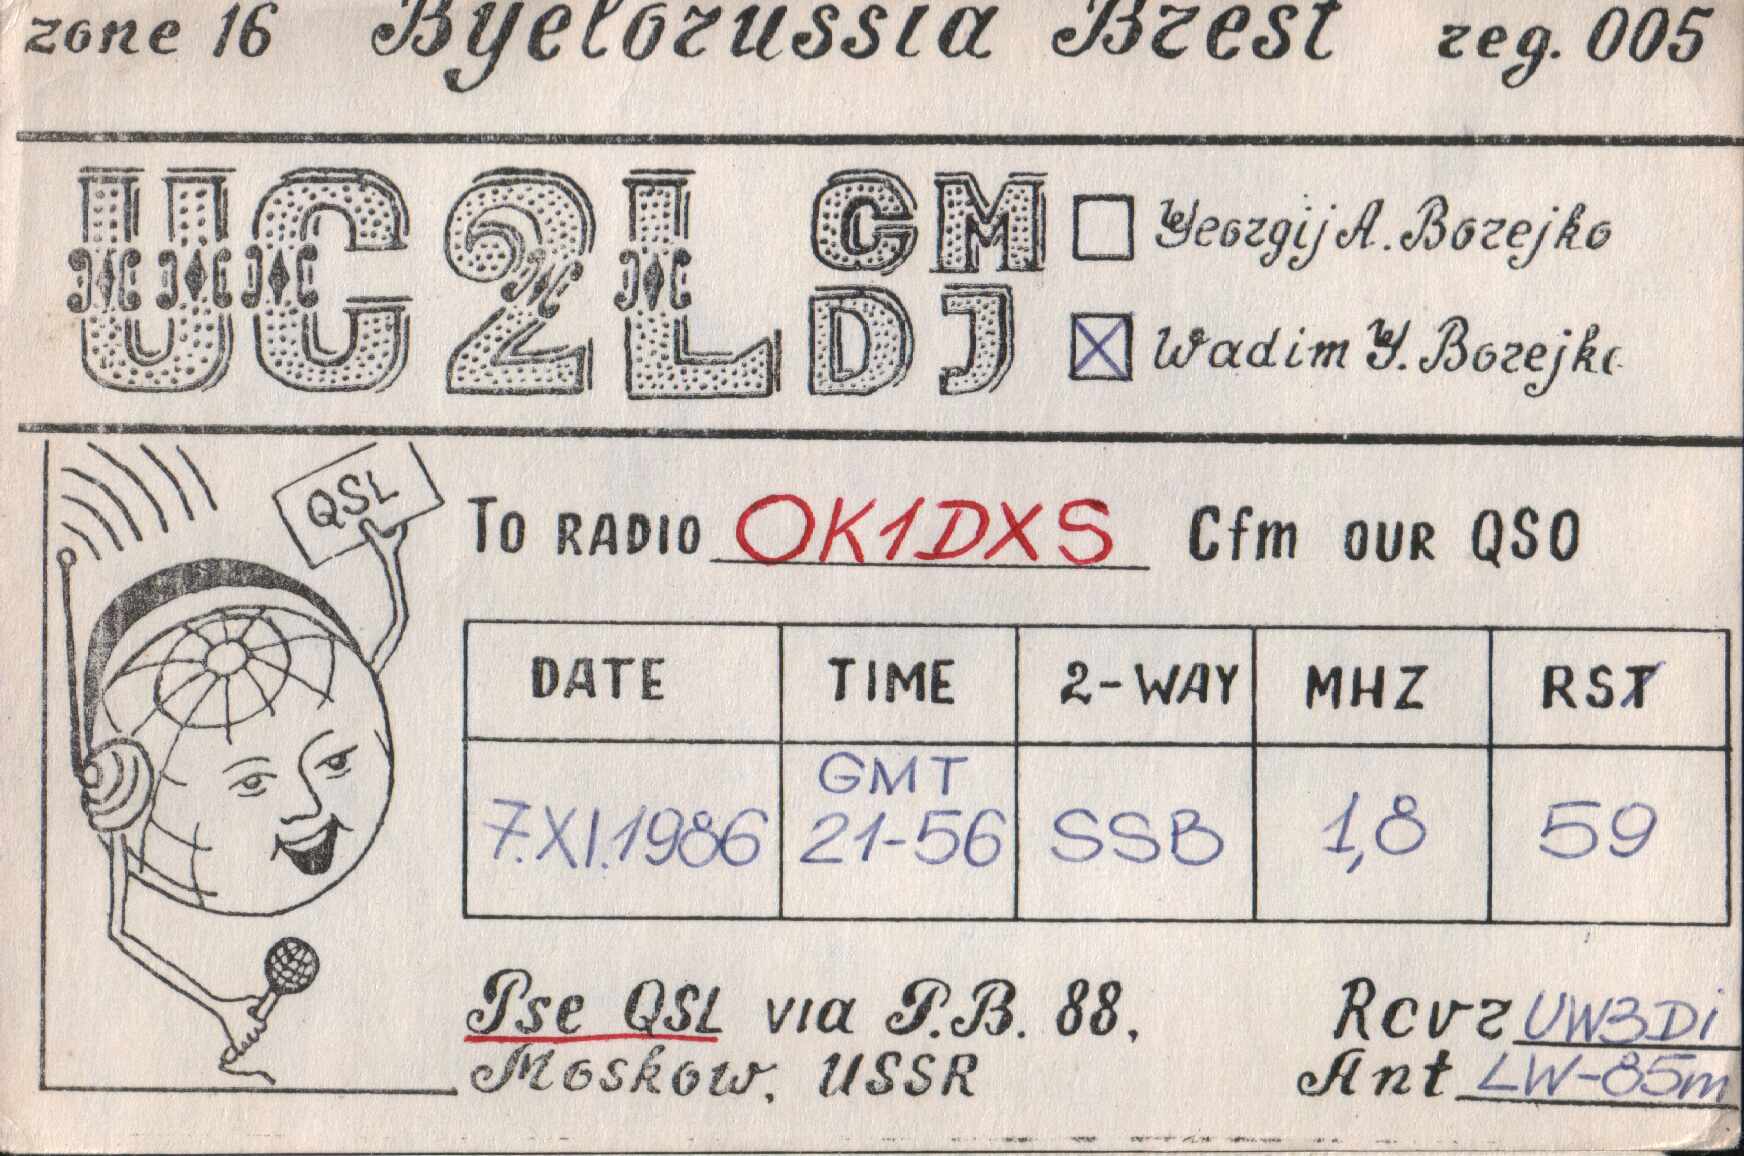 zone 16 Byelorussia Brest reg. 005
UC2L GM Yeorgij A. Borejko
DJ Wadim Y. Borejko
QSL
To radio OK1DXS Cfm our QSO
DATE TIME 2-WAY MHZ RST
GMT
7.XI.1986 21-56 SSB 1,8 59
Pse QSL via P.B. 88, Rcvr UW3Di
Moskow, USSR Ant LW-85m